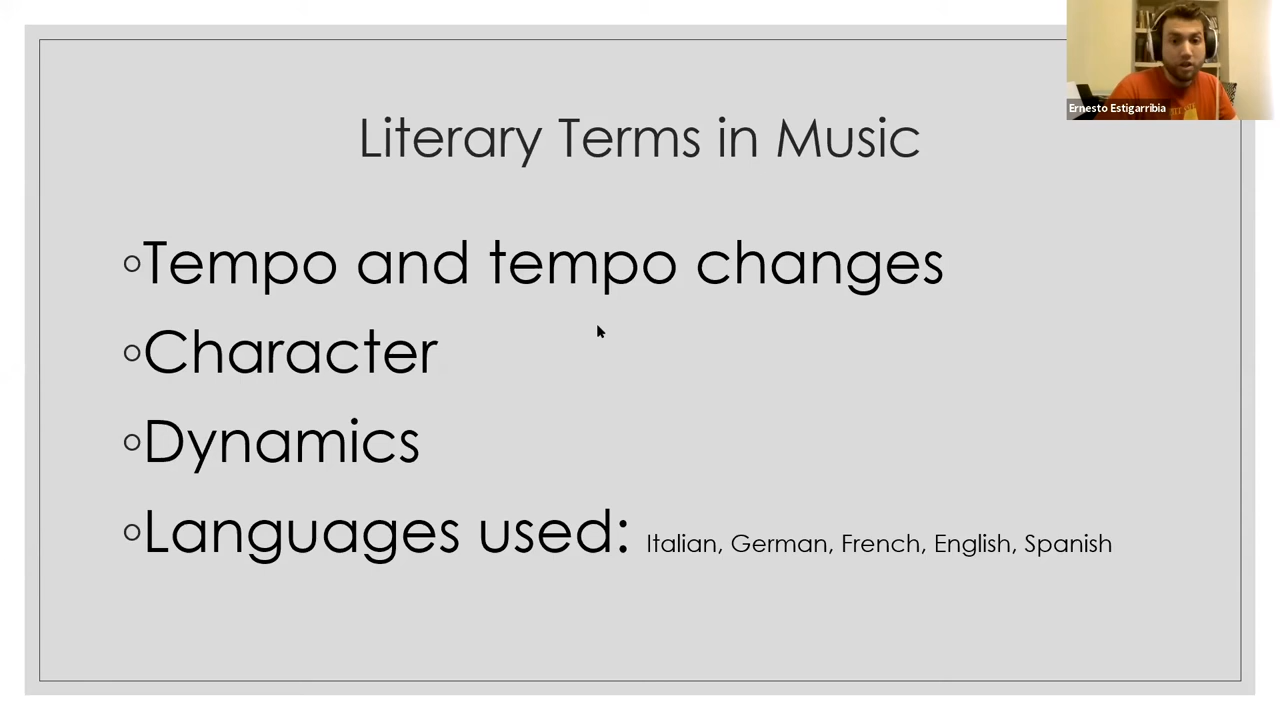 Ernesto Estigarribia
Literary Terms in Music
◦Tempo and tempo changes
◦Character
◦Dynamics
◦Languages used: Italian, German, French, English, Spanish